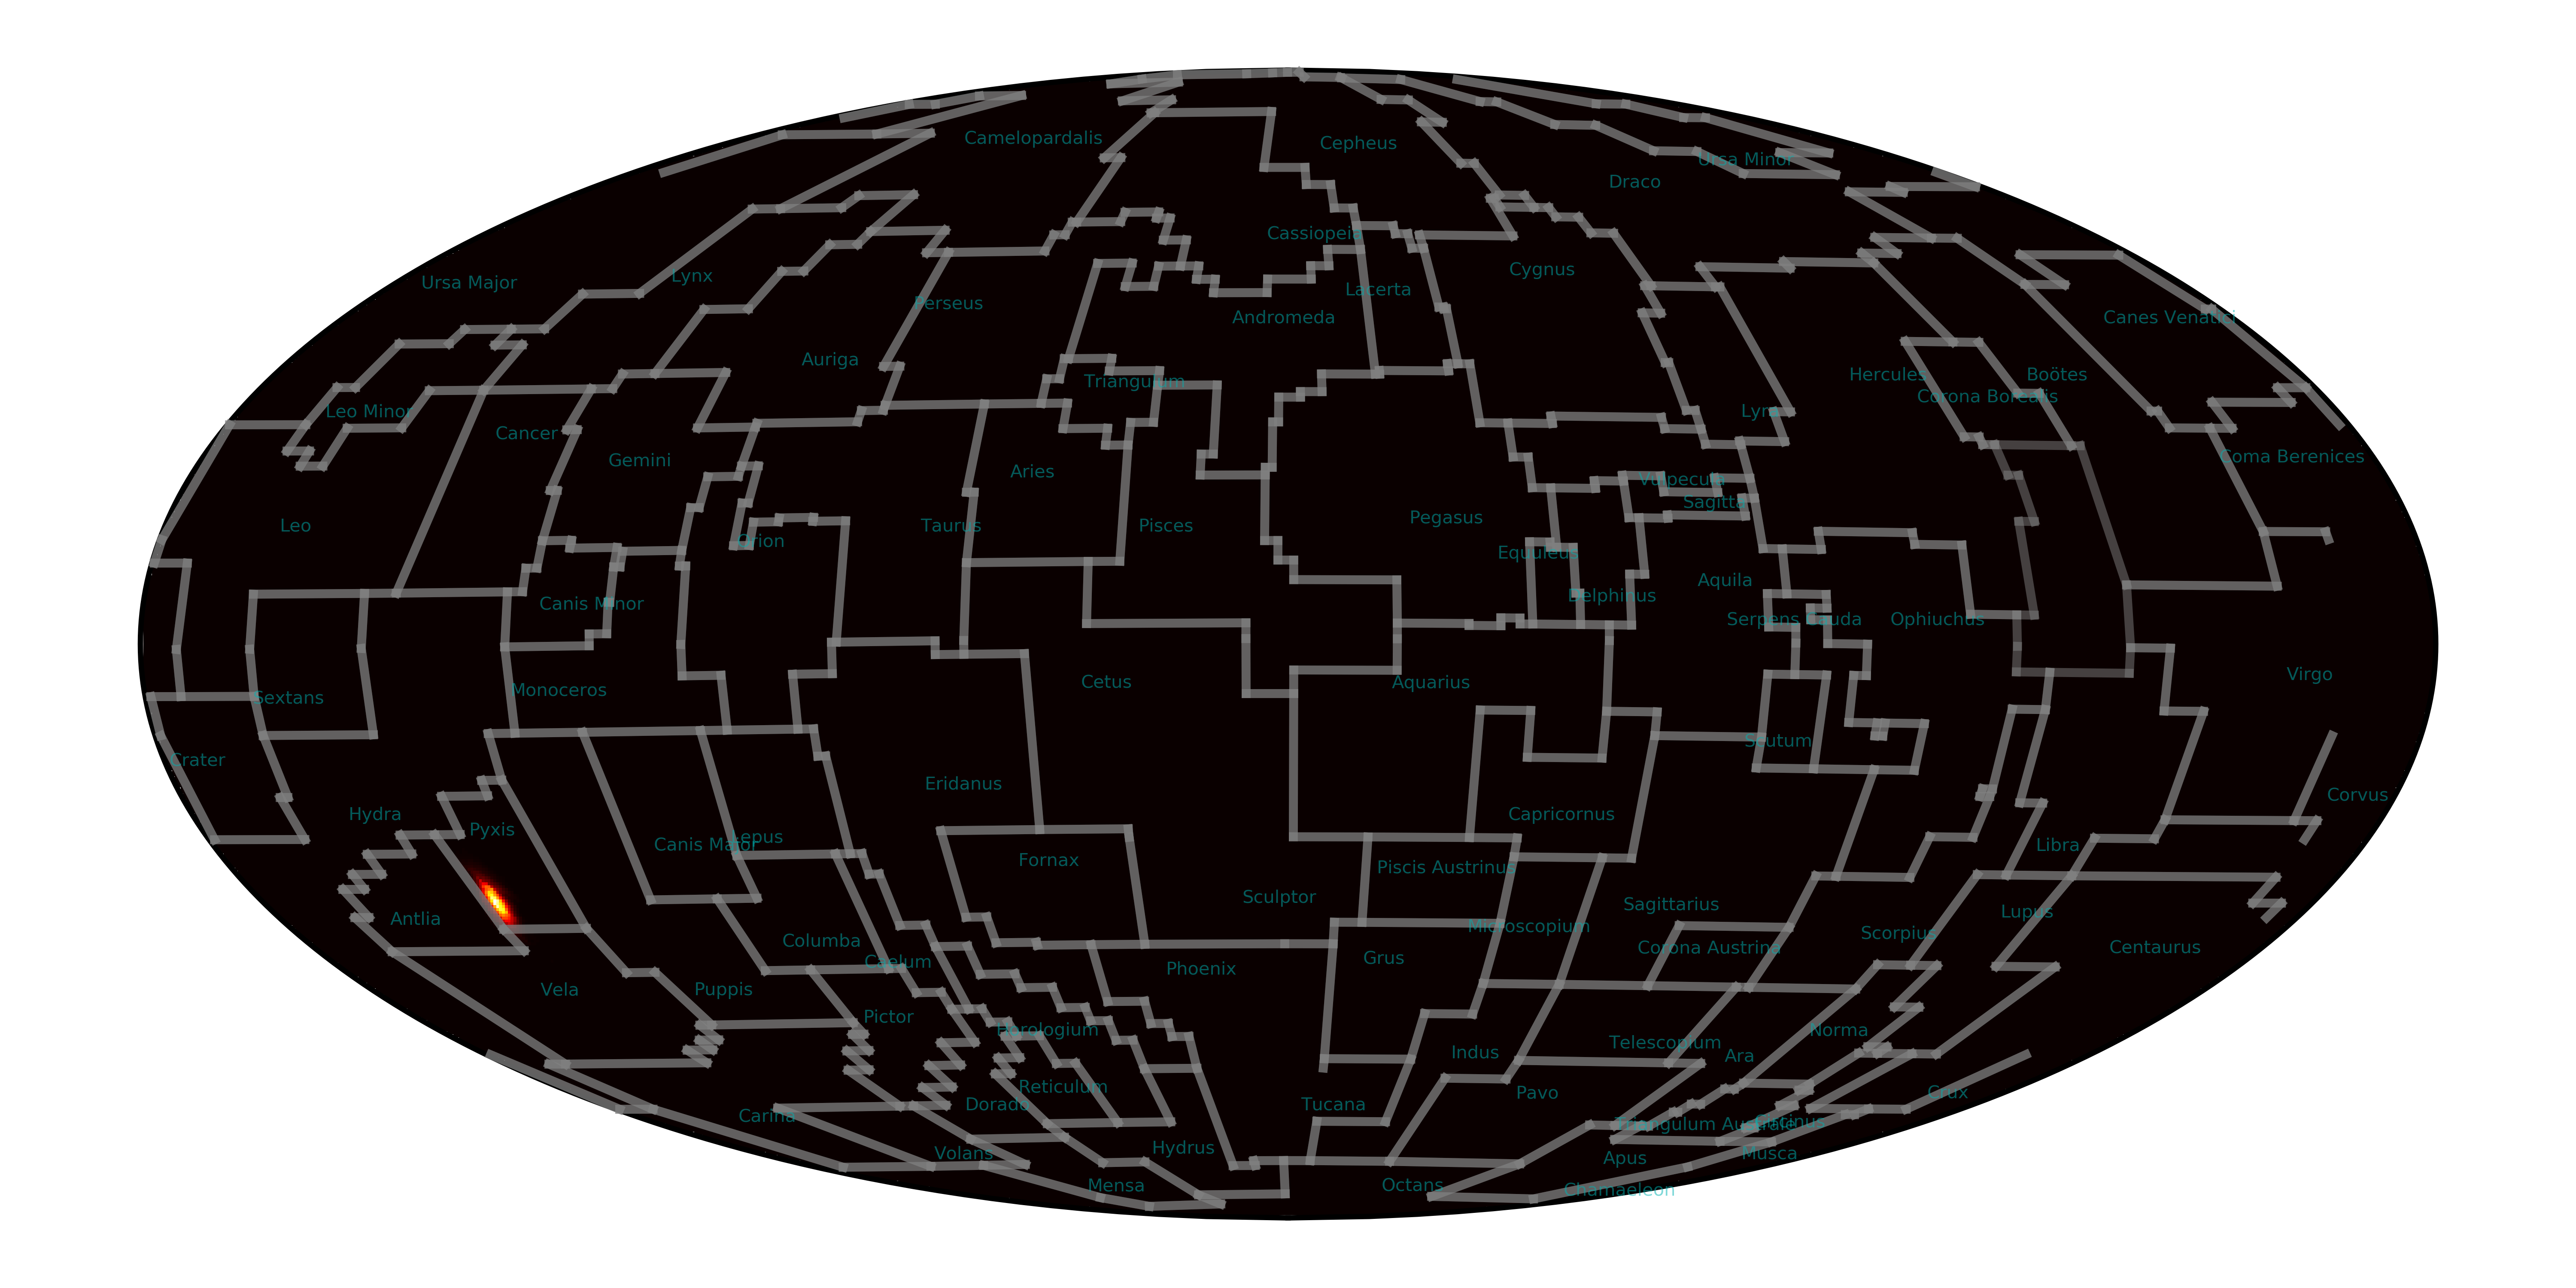 Camelopardalis
Cepheus
Ursa Minor
Draco
Cassiopeia
Cygnus
Lynx
Ursa Major
Lacerta
Perseus
Andromeda
Canes Venatici
Auriga
Hercules
Boötes
Triangulum
Corona Borealis
Leo Minor
Lyra
Cancer
Coma Berenices
Gemini
Aries
Vulpecula
Sagitta
Pegasus
Leo
Taurus
Pisces
Orion
Equuleus
Aquila
Delphinus
Canis Minor
Serpens Cauda
Ophiuchus
Virgo
Cetus
Aquarius
Monoceros
Sextans
Scutum
Crater
Eridanus
Corvus
Hydra
Capricornus
Pyxis
Lepus
Canis Major
Libra
Fornax
Piscis Austrinus
Sculptor
Sagittarius
Lupus
Antlia
Microscopium
Scorpius
Columba
Corona Austrina
Centaurus
Grus
Caelum
Phoenix
Vela
Puppis
Pictor
Horologium
Norma
Telescopium
Indus
Ara
Reticulum
Pavo
Crux
Dorado
Tucana
Carina
Circinus
Triangulum Australe
Hydrus
Volans
Musca
Apus
Mensa
Octans
Chamaeleon